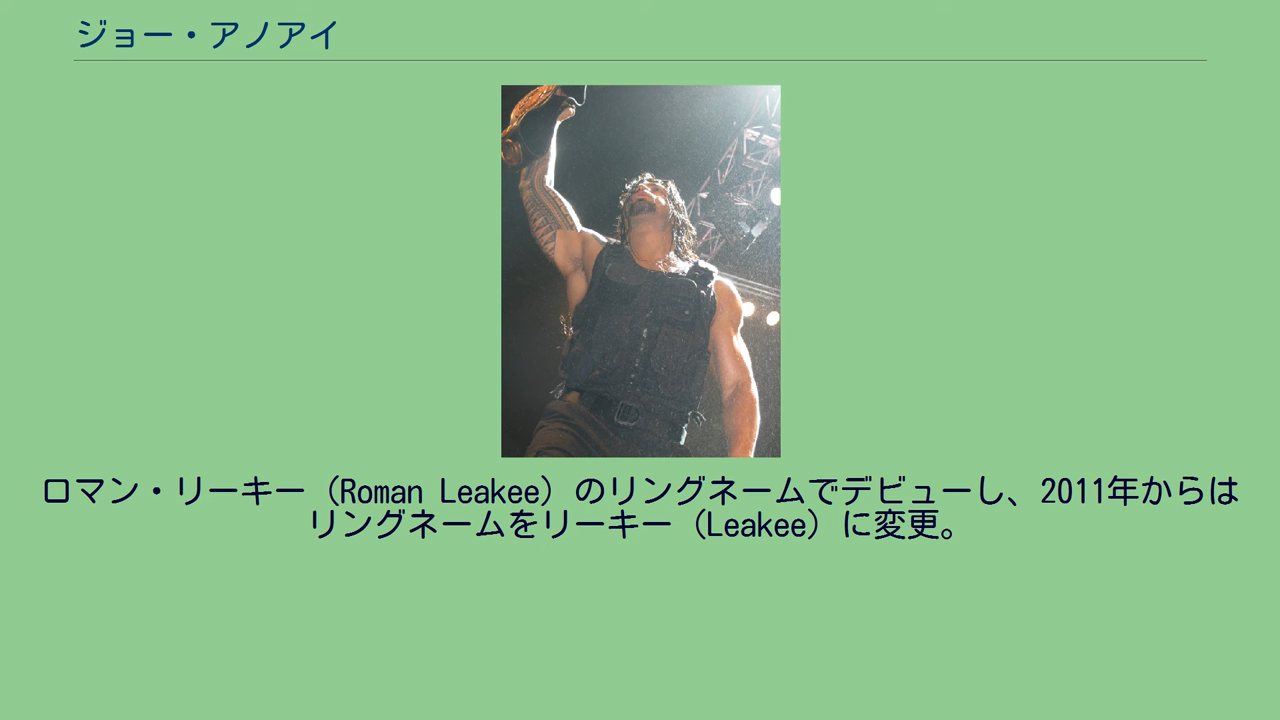 ジョー・アノアイ
ロマン・リーキー（Roman Leakee）のリングネームでデビューし、2011年からは
リングネームをリーキー（Leakee）に変更。